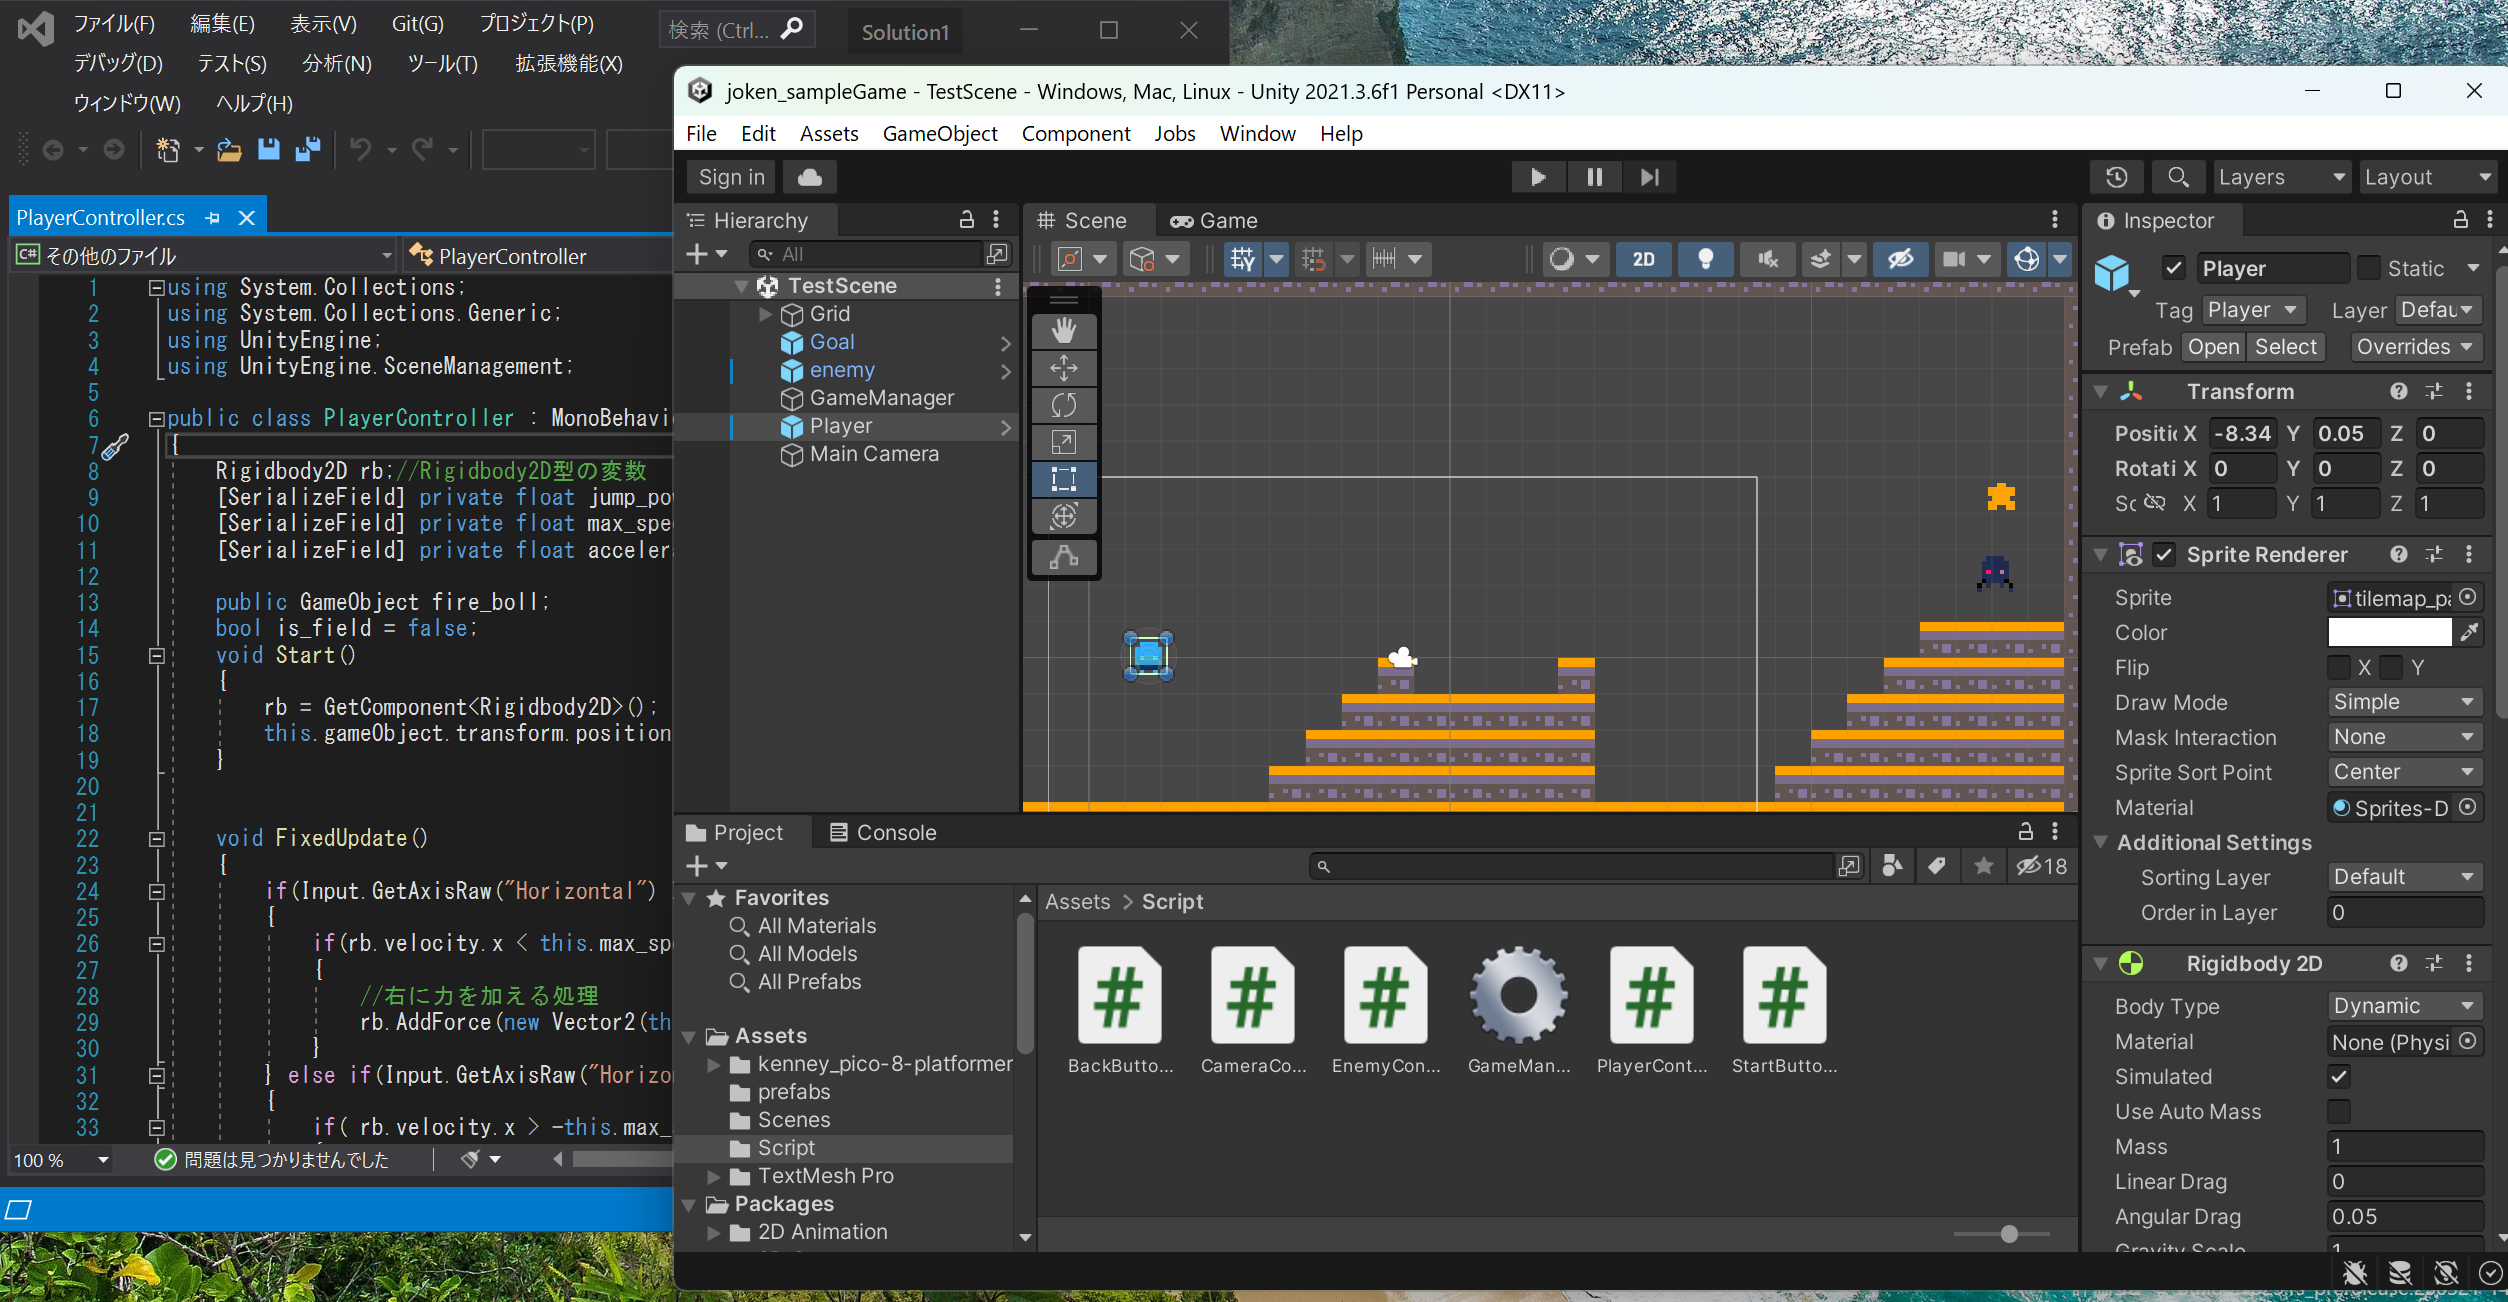 ファイル(F) 編集(E) 表示(V) Git(G) プロジェクト(P)
検索 (Ctrl...
Solution1
デバッグ(D) テスト(S) 分析(N) ツール(T) 拡張機能(X)
ウィンドウ(W) ヘルプ(H)
PlayerController.cs
C# その他のファイル
PlayerController
1 using System.Collections;
2 using System.Collections.Generic;
3 using UnityEngine;
4 using UnityEngine.SceneManagement;
5
6 public class PlayerController : MonoBehavi
7 {
8 Rigidbody2D rb;//Rigidbody2D型の変数
9 [SerializeField] private float jump_po
10 [SerializeField] private float max_spe
11 [SerializeField] private float acceler
12
13 public GameObject fire_boll;
14 bool is_field = false;
15 void Start()
16 {
17 rb = GetComponent<Rigidbody2D>();
18 this.gameObject.transform.position
19 }
20
21
22 void FixedUpdate()
23 {
24 if(Input.GetAxisRaw("Horizontal")
25 {
26 if(rb.velocity.x < this.max_sp
27 {
28 //右に力を加える処理
29 rb.AddForce(new Vector2(th
30 }
31 } else if(Input.GetAxisRaw("Horizo
32 {
33 if( rb.velocity.x > -this.max_
100 %
問題は見つかりませんでした
joken_sampleGame - TestScene - Windows, Mac, Linux - Unity 2021.3.6f1 Personal <DX11>
File Edit Assets GameObject Component Jobs Window Help
Sign in
Layers
Layout
Hierarchy
All
TestScene
Grid
Goal
enemy
GameManager
Player
Main Camera
Scene
Game
2D
Project
Console
18
Favorites
All Materials
All Models
All Prefabs
Assets
kenney_pico-8-platformer
prefabs
Scenes
Script
TextMesh Pro
Packages
2D Animation
Assets > Script
BackButto...
CameraCo...
EnemyCon...
GameMan...
PlayerCont...
StartButto...
Inspector
Player
Static
Tag Player
Layer Defau
Prefab Open Select Overrides
Transform
Positic X -8.34 Y 0.05 Z 0
Rotati X 0 Y 0 Z 0
Sc X 1 Y 1 Z 1
Sprite Renderer
Sprite tilemap_pa
Color
Flip X Y
Draw Mode Simple
Mask Interaction None
Sprite Sort Point Center
Material Sprites-D
Additional Settings
Sorting Layer Default
Order in Layer 0
Rigidbody 2D
Body Type Dynamic
Material None (Physi
Simulated
Use Auto Mass
Mass 1
Linear Drag 0
Angular Drag 0.05
Gravity Scale 1